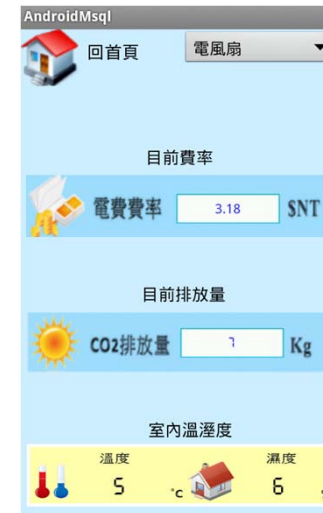 AndroidMsql
回首頁 電風扇
目前費率
電費費率 3.18 $NT
目前排放量
CO2排放量 7 Kg
室內溫溼度
溫度 濕度
5 °c 6